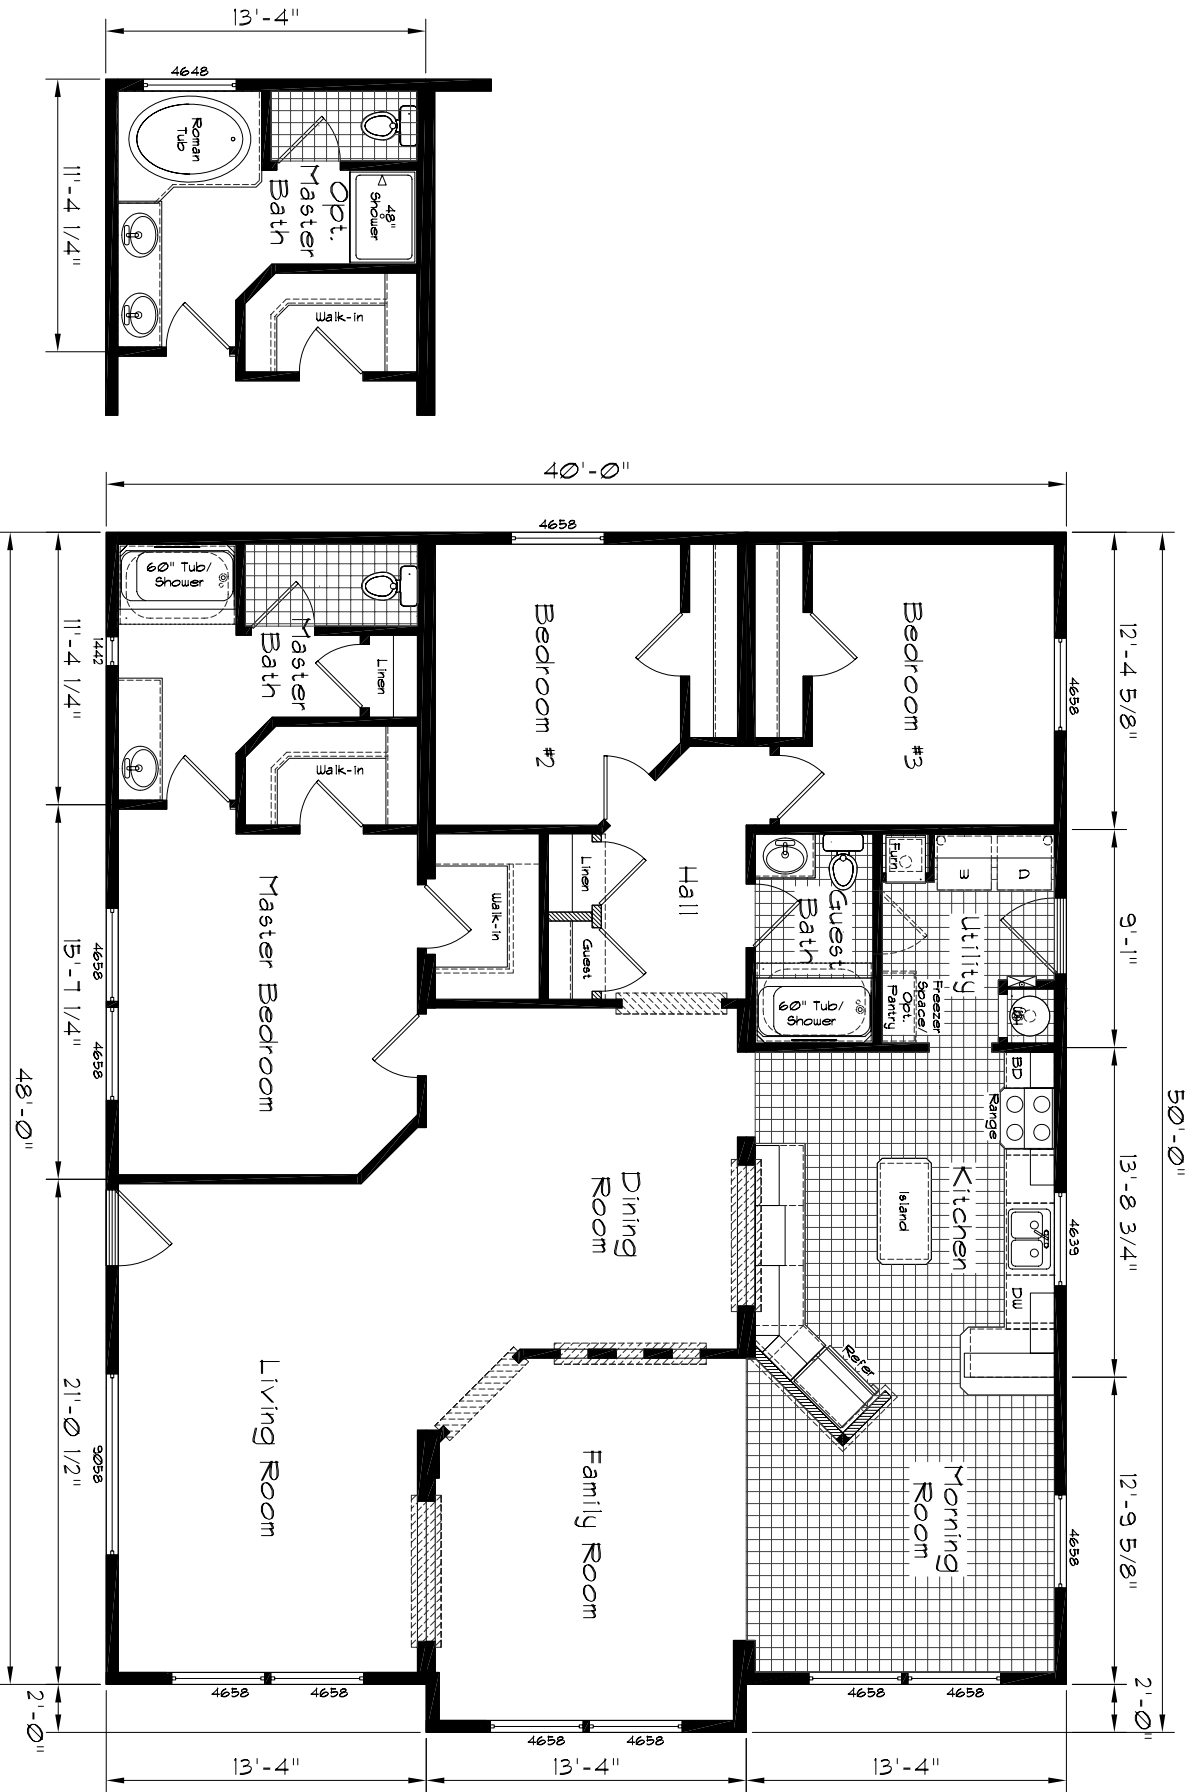 13'-4"
4648
11'-4 1/4"
Roman
Tub
Opt.
Master
Bath
48"
Shower
Walk-in
40'-0"
4658
60" Tub/
Shower
Master
Bath
Linen
Walk-in
1442
11'-4 1/4"
Bedroom #2
Bedroom #3
4658
12'-4 5/8"
Master Bedroom
4658
4658
15'-7 1/4"
Walk-in
Linen
Guest
Hall
Guest
Bath
60" Tub/
Shower
Furn
W
D
Utility
Freezer
Space/
Opt.
Pantry
WH
9'-1"
48'-0"
50'-0"
BD
Range
Kitchen
Island
DW
Refer
4639
13'-8 3/4"
Dining
Room
Living Room
9058
21'-0 1/2"
Family Room
Morning
Room
4658
12'-9 5/8"
4658
4658
4658
4658
4658
4658
2'-0"
2'-0"
13'-4"
13'-4"
13'-4"